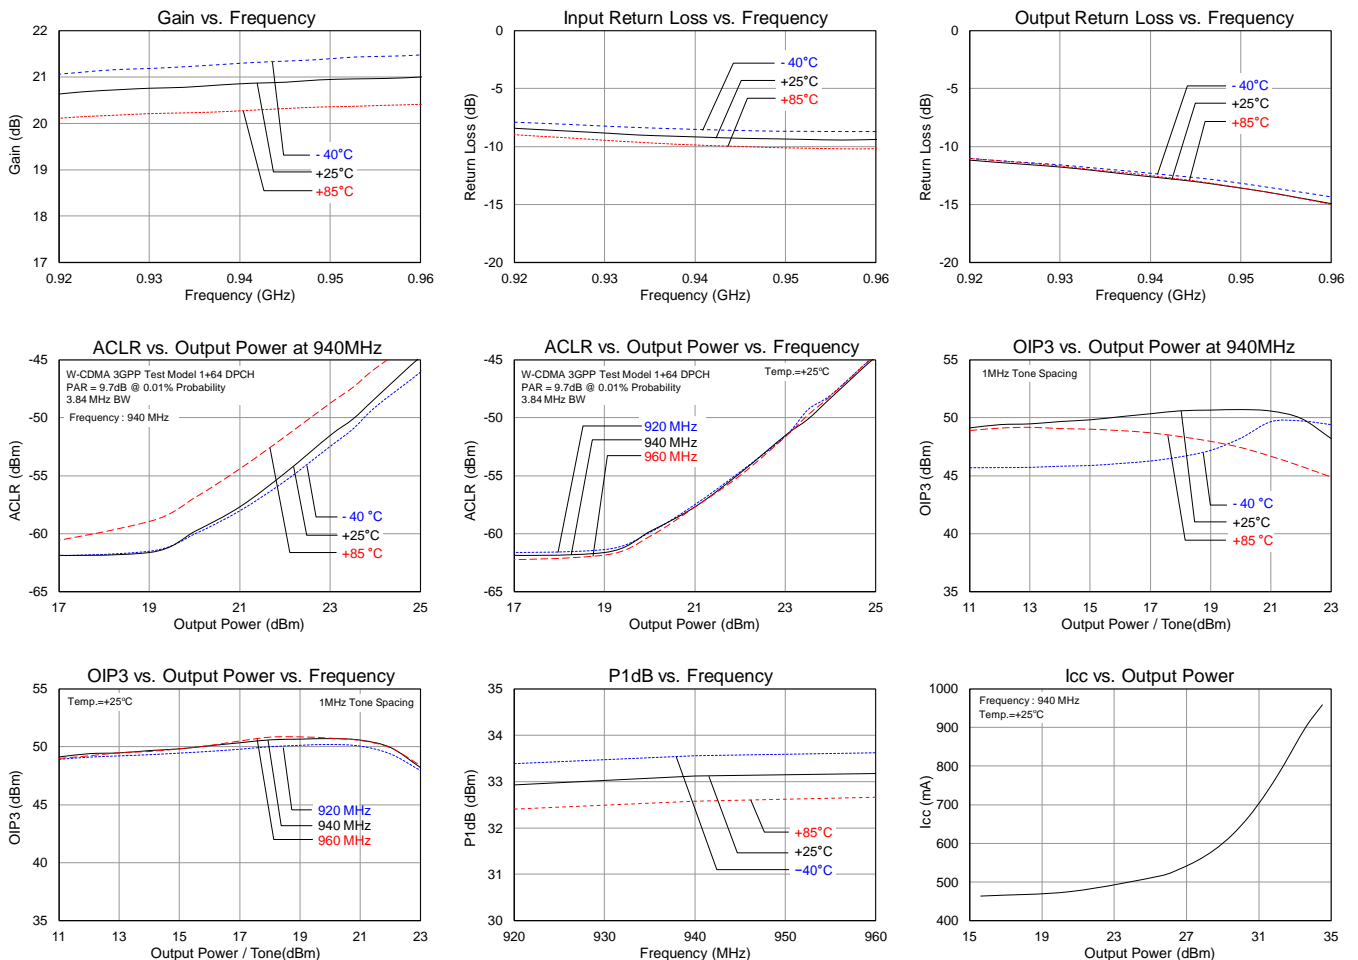 Gain vs. Frequency
22
21
20
19
18
17
Gain (dB)
- 40°C
+25°C
+85°C
0.92
0.93
0.94
0.95
0.96
Frequency (GHz)
Input Return Loss vs. Frequency
0
-5
-10
-15
-20
Return Loss (dB)
- 40°C
+25°C
+85°C
0.92
0.93
0.94
0.95
0.96
Frequency (GHz)
Output Return Loss vs. Frequency
0
-5
-10
-15
-20
Return Loss (dB)
- 40°C
+25°C
+85°C
0.92
0.93
0.94
0.95
0.96
Frequency (GHz)
ACLR vs. Output Power at 940MHz
-45
-50
-55
-60
-65
ACLR (dBm)
W-CDMA 3GPP Test Model 1+64 DPCH
PAR = 9.7dB @ 0.01% Probability
3.84 MHz BW
Frequency : 940 MHz
- 40 °C
+25°C
+85 °C
17
19
21
23
25
Output Power (dBm)
ACLR vs. Output Power vs. Frequency
-45
-50
-55
-60
-65
ACLR (dBm)
W-CDMA 3GPP Test Model 1+64 DPCH
PAR = 9.7dB @ 0.01% Probability
3.84 MHz BW
Temp.=+25°C
920 MHz
940 MHz
960 MHz
17
19
21
23
25
Output Power (dBm)
OIP3 vs. Output Power at 940MHz
55
50
45
40
35
OIP3 (dBm)
1MHz Tone Spacing
- 40 °C
+25°C
+85 °C
11
13
15
17
19
21
23
Output Power / Tone(dBm)
OIP3 vs. Output Power vs. Frequency
55
50
45
40
35
OIP3 (dBm)
Temp.=+25°C
1MHz Tone Spacing
920 MHz
940 MHz
960 MHz
11
13
15
17
19
21
23
Output Power / Tone(dBm)
P1dB vs. Frequency
35
34
33
32
31
30
P1dB (dBm)
+85°C
+25°C
−40°C
920
930
940
950
960
Frequency (MHz)
Icc vs. Output Power
1000
900
800
700
600
500
400
Icc (mA)
Frequency : 940 MHz
Temp.=+25°C
15
19
23
27
31
35
Output Power (dBm)